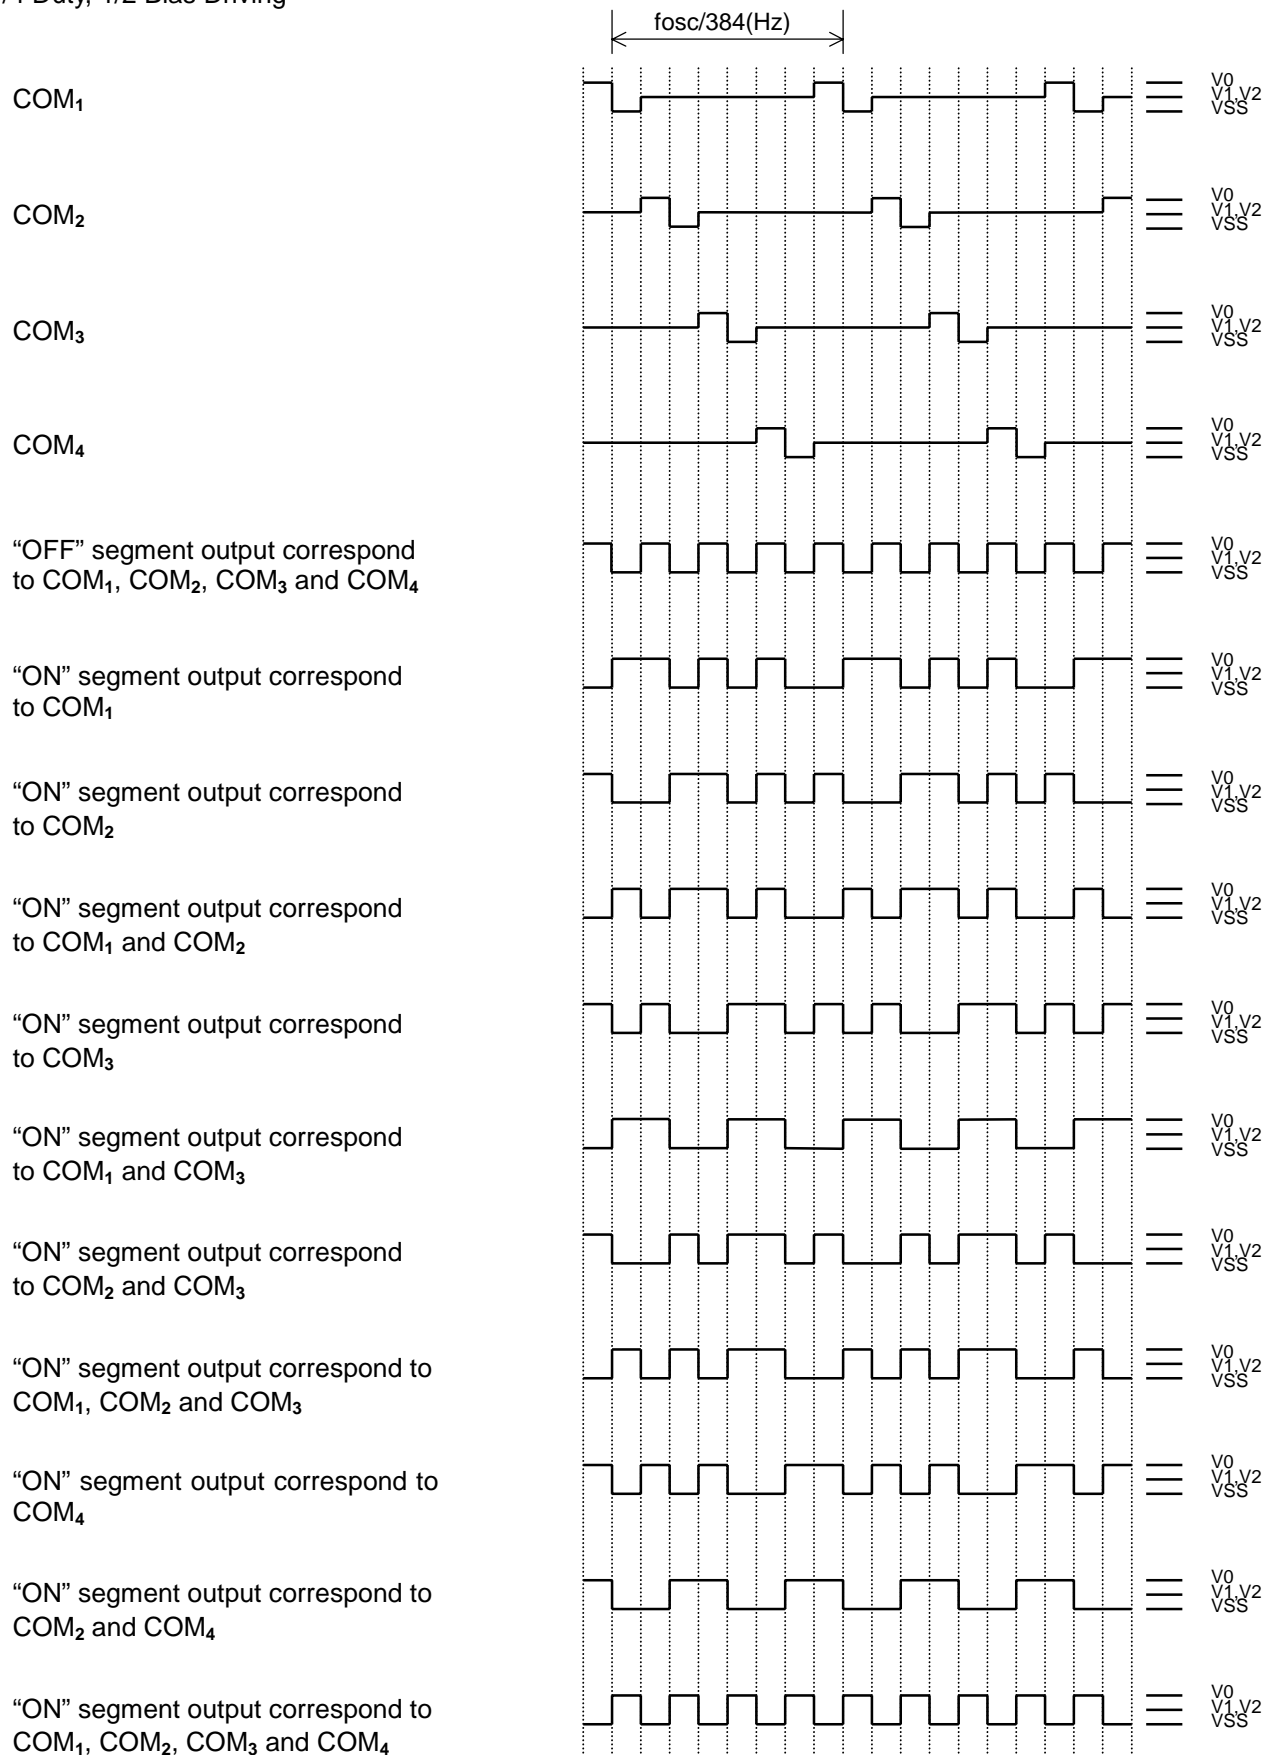 Duty, 1/2 Bias Driving
fosc/384(Hz)
COM1
V0
V1,V2
VSS
COM2
V0
V1,V2
VSS
COM3
V0
V1,V2
VSS
COM4
V0
V1,V2
VSS
“OFF” segment output correspond
to COM1, COM2, COM3 and COM4
V0
V1,V2
VSS
“ON” segment output correspond
to COM1
V0
V1,V2
VSS
“ON” segment output correspond
to COM2
V0
V1,V2
VSS
“ON” segment output correspond
to COM1 and COM2
V0
V1,V2
VSS
“ON” segment output correspond
to COM3
V0
V1,V2
VSS
“ON” segment output correspond
to COM1 and COM3
V0
V1,V2
VSS
“ON” segment output correspond
to COM2 and COM3
V0
V1,V2
VSS
“ON” segment output correspond to
COM1, COM2 and COM3
V0
V1,V2
VSS
“ON” segment output correspond to
COM4
V0
V1,V2
VSS
“ON” segment output correspond to
COM2 and COM4
V0
V1,V2
VSS
“ON” segment output correspond to
COM1, COM2, COM3 and COM4
V0
V1,V2
VSS